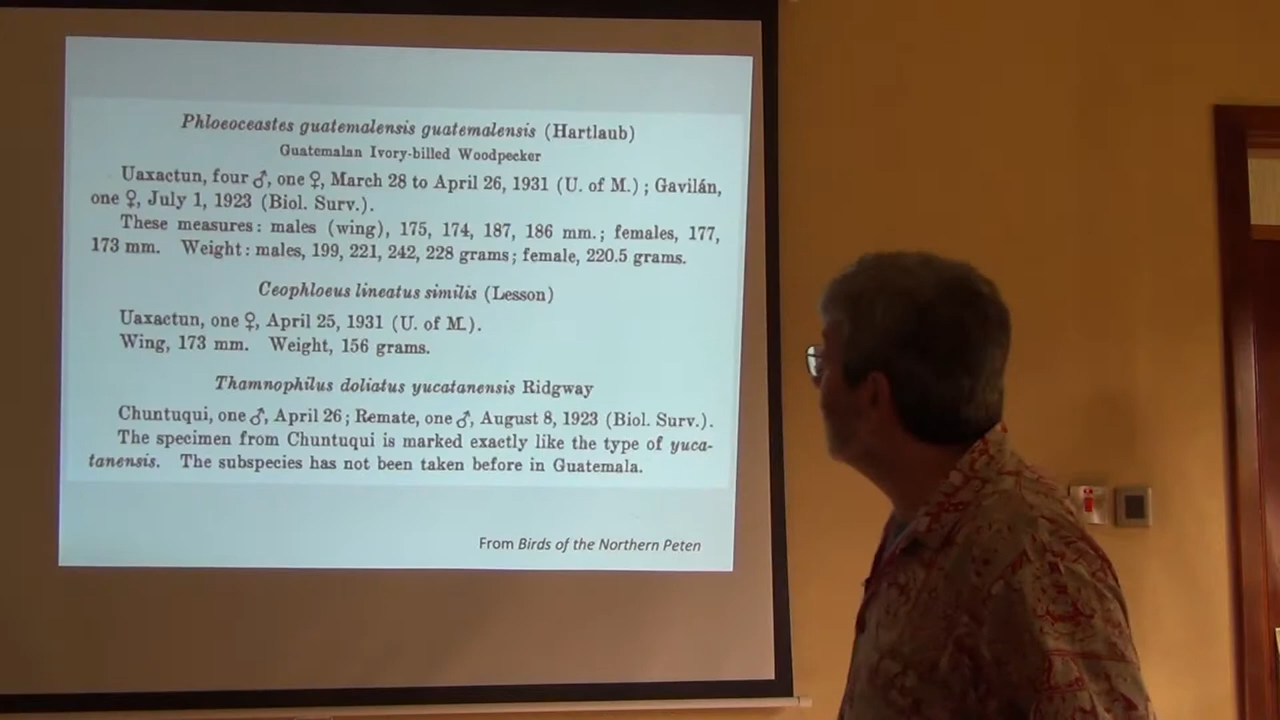 Phloeoceastes guatemalensis guatemalensis (Hartlaub)
Guatemalan Ivory-billed Woodpecker
Uaxactun, four ♂, one ♀, March 28 to April 26, 1931 (U. of M.); Gavilán,
one ♀, July 1, 1923 (Biol. Surv.).
These measures: males (wing), 175, 174, 187, 186 mm.; females, 177,
173 mm. Weight: males, 199, 221, 242, 228 grams; female, 220.5 grams.
Ceophloeus lineatus similis (Lesson)
Uaxactun, one ♀, April 25, 1931 (U. of M.).
Wing, 173 mm. Weight, 156 grams.
Thamnophilus doliatus yucatanensis Ridgway
Chuntuqui, one ♂, April 26; Remate, one ♂, August 8, 1923 (Biol. Surv.).
The specimen from Chuntuqui is marked exactly like the type of yuca-
tanensis. The subspecies has not been taken before in Guatemala.
From Birds of the Northern Peten